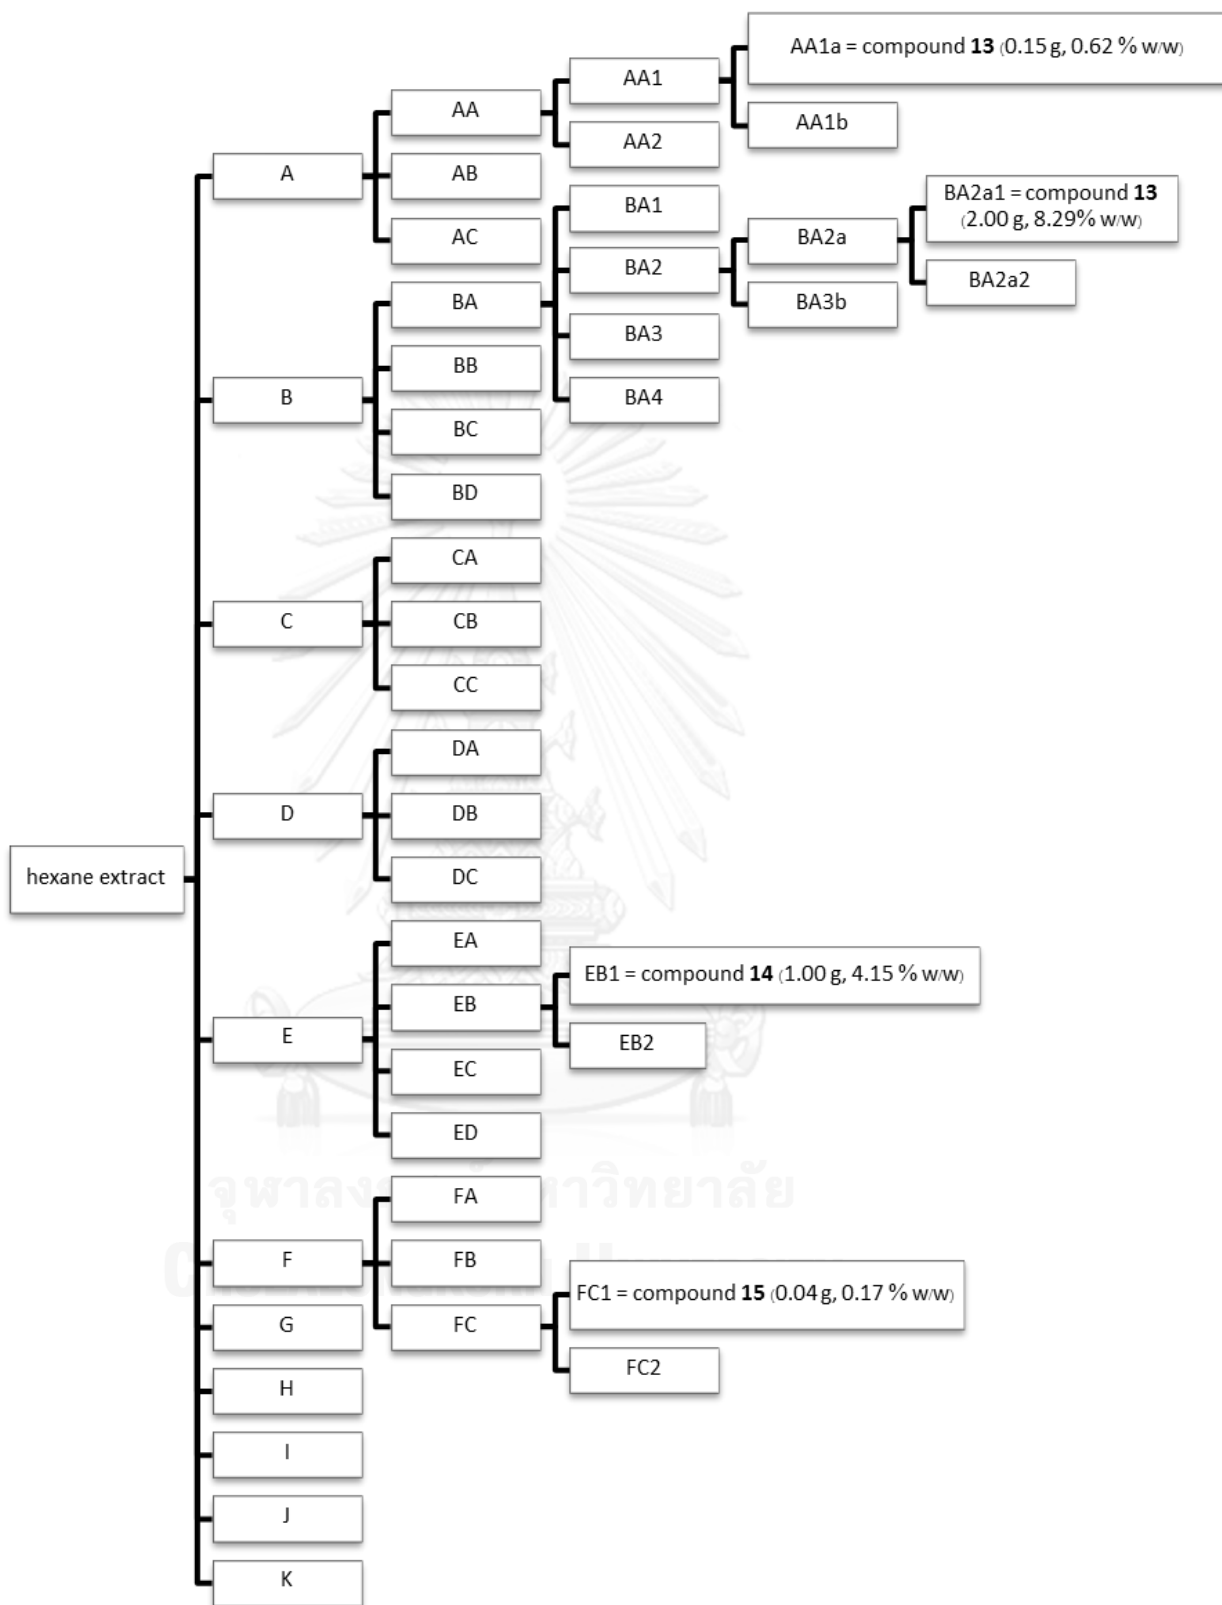 AA1a = compound 13 (0.15 g, 0.62 % w/w)
AA1
AA1b
AA
AA2
A
AB
AC
BA1
BA2a1 = compound 13
(2.00 g, 8.29% w/w)
BA2a
BA2
BA2a2
BA3b
BA
BA3
BB
BA4
B
BC
BD
CA
C
CB
CC
DA
D
DB
DC
hexane extract
EA
EB1 = compound 14 (1.00 g, 4.15 % w/w)
EB
EB2
E
EC
ED
FA
F
FB
FC1 = compound 15 (0.04 g, 0.17 % w/w)
FC
FC2
G
H
I
J
K